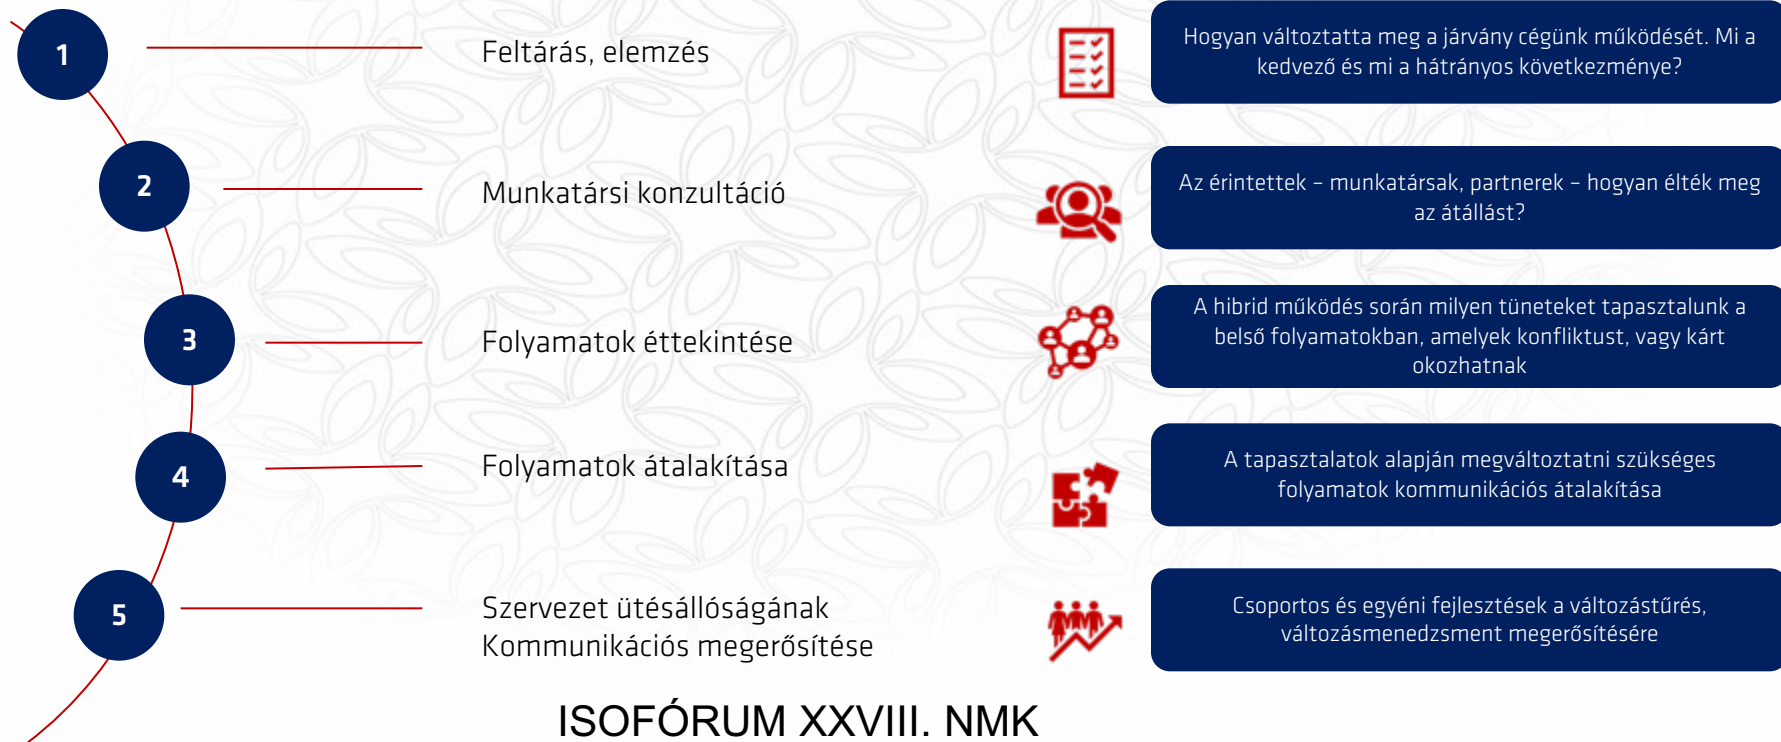 1
Feltárás, elemzés
Hogyan változtatta meg a járvány cégünk működését. Mi a
kedvező és mi a hátrányos következménye?
2
Munkatársi konzultáció
Az érintettek – munkatársak, partnerek – hogyan élték meg
az átállást?
3
Folyamatok éttekintése
A hibrid működés során milyen tüneteket tapasztalunk a
belső folyamatokban, amelyek konfliktust, vagy kárt
okozhatnak
4
Folyamatok átalakítása
A tapasztalatok alapján megváltoztatni szükséges
folyamatok kommunikációs átalakítása
5
Szervezet ütésállóságának
Kommunikációs megerősítése
Csoportos és egyéni fejlesztések a változástűrés,
változásmenedzsment megerősítésére
ISOFÓRUM XXVIII. NMK